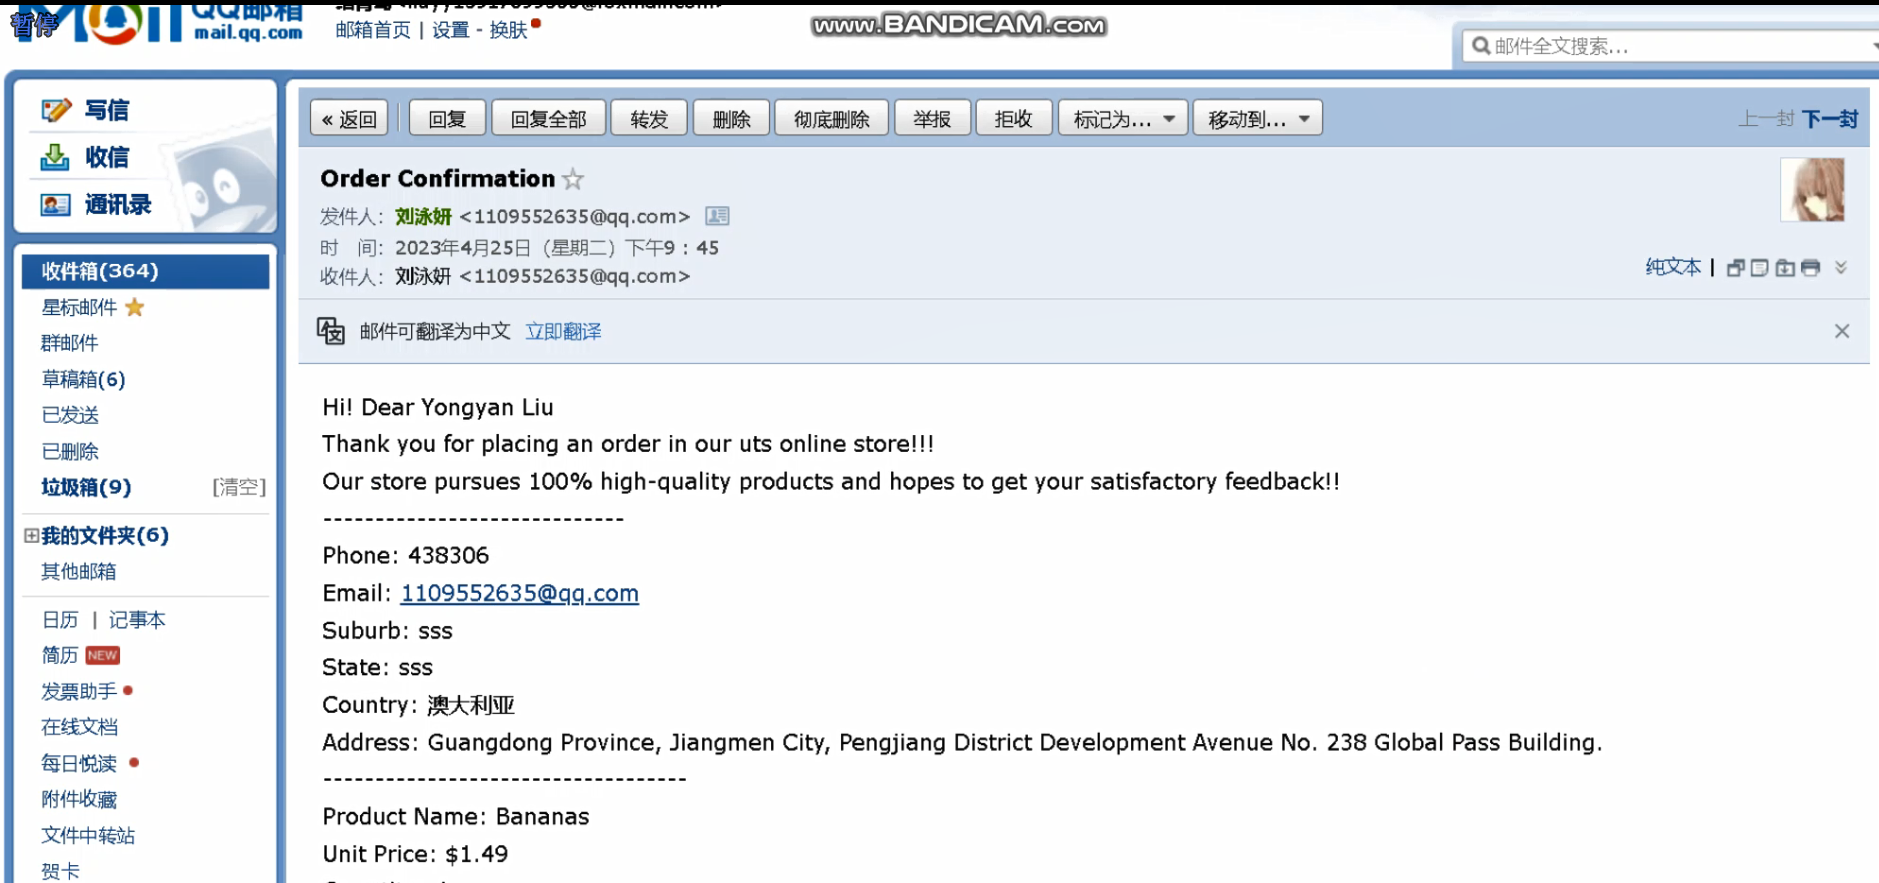 暂停
QQ邮箱
mail.qq.com
邮箱首页 | 设置 - 换肤
www.BANDICAM.com
邮件全文搜索...
写信
收信
通讯录
收件箱(364)
星标邮件
群邮件
草稿箱(6)
已发送
已删除
垃圾箱(9) [清空]
我的文件夹(6)
其他邮箱
日历 | 记事本
简历 NEW
发票助手
在线文档
每日悦读
附件收藏
文件中转站
贺卡
« 返回 回复 回复全部 转发 删除 彻底删除 举报 拒收 标记为... 移动到... 上一封 下一封
Order Confirmation
发件人: 刘泳妍 <1109552635@qq.com>
时 间: 2023年4月25日 (星期二) 下午9 : 45
收件人: 刘泳妍 <1109552635@qq.com>
纯文本 |
邮件可翻译为中文 立即翻译
Hi! Dear Yongyan Liu
Thank you for placing an order in our uts online store!!!
Our store pursues 100% high-quality products and hopes to get your satisfactory feedback!!
-----------------------------
Phone: 438306
Email: 1109552635@qq.com
Suburb: sss
State: sss
Country: 澳大利亚
Address: Guangdong Province, Jiangmen City, Pengjiang District Development Avenue No. 238 Global Pass Building.
-----------------------------------
Product Name: Bananas
Unit Price: $1.49